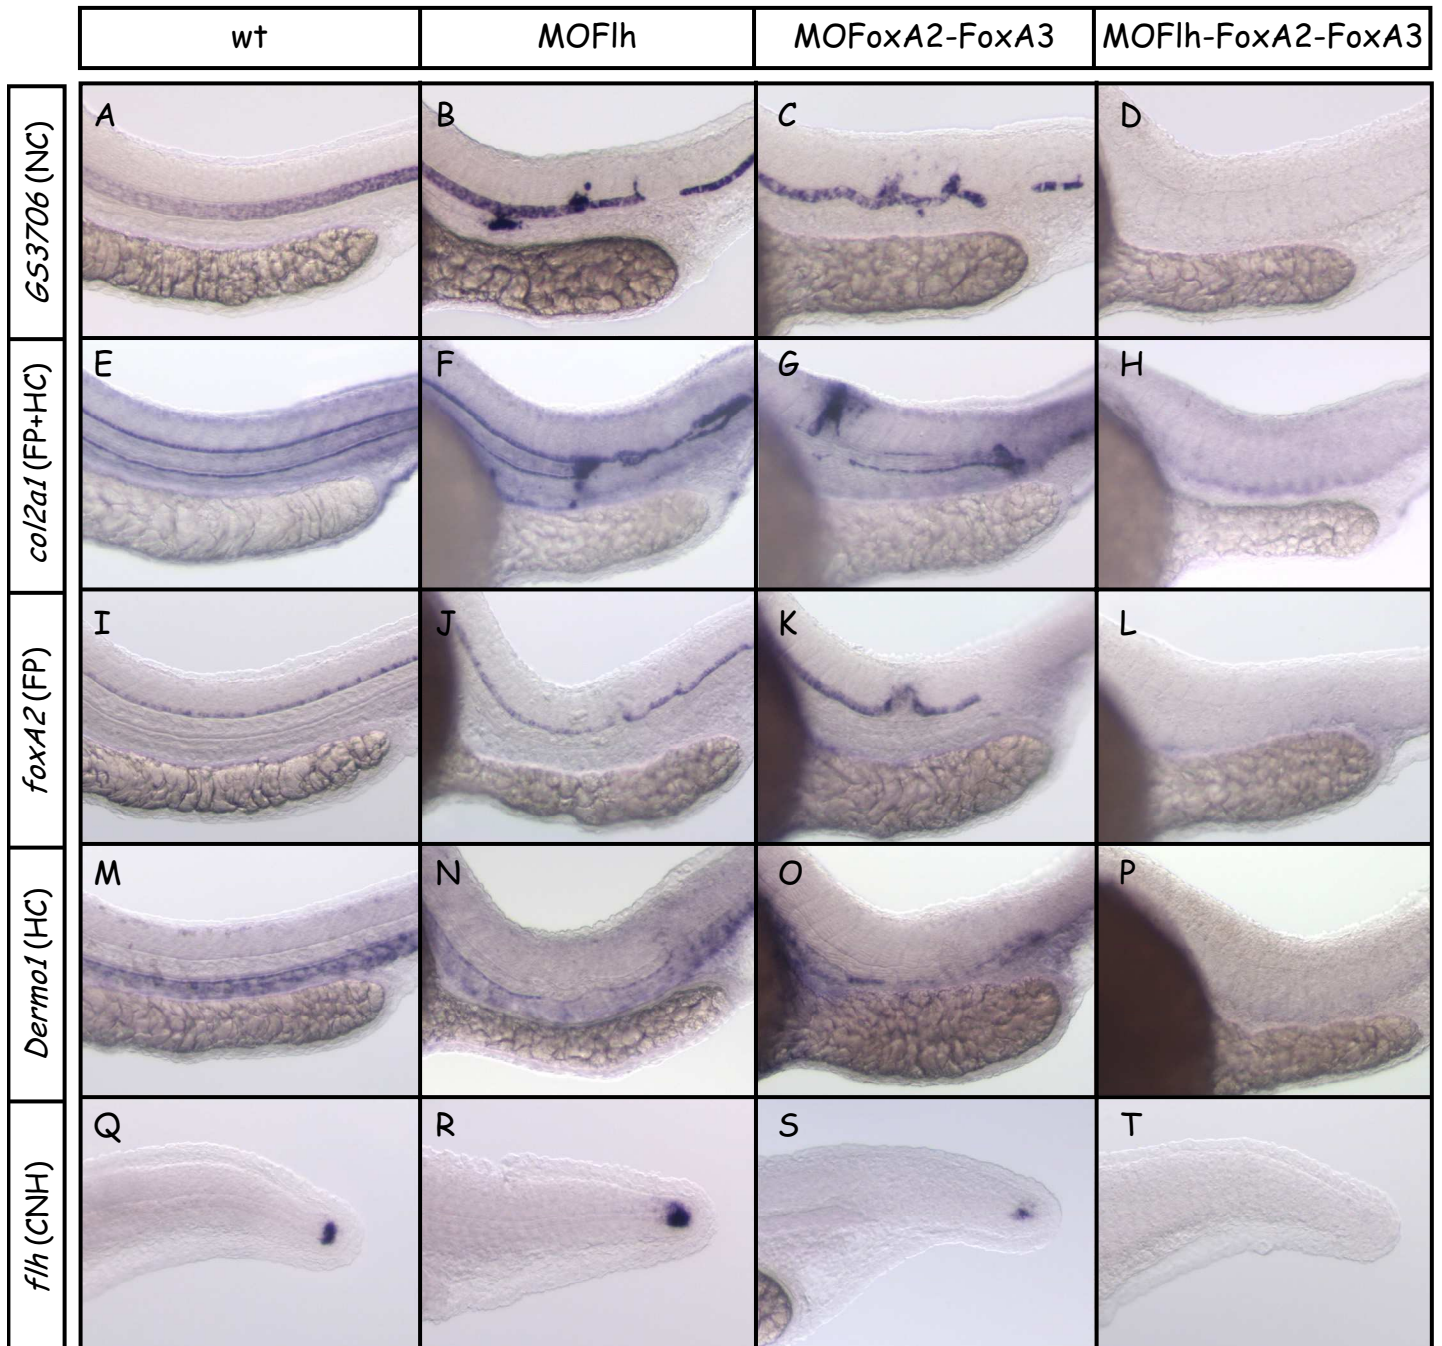 wt MOFlh MOFoxA2-FoxA3 MOFlh-FoxA2-FoxA3
GS3706 (NC)
A B C D
col2a1 (FP+HC)
E F G H
foxA2 (FP)
I J K L
Dermo1 (HC)
M N O P
flh (CNH)
Q R S T